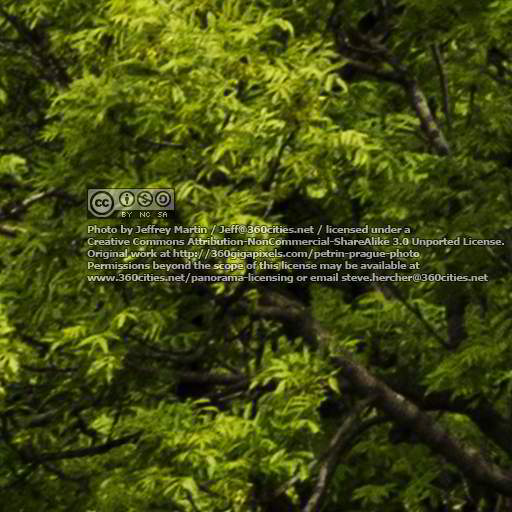 cc BY NC SA
Photo by Jeffrey Martin / Jeff@360cities.net / licensed under a
Creative Commons Attribution-NonCommercial-ShareAlike 3.0 Unported License.
Original work at http://360gigapixels.com/petrin-prague-photo
Permissions beyond the scope of this license may be available at
www.360cities.net/panorama-licensing or email steve.hercher@360cities.net